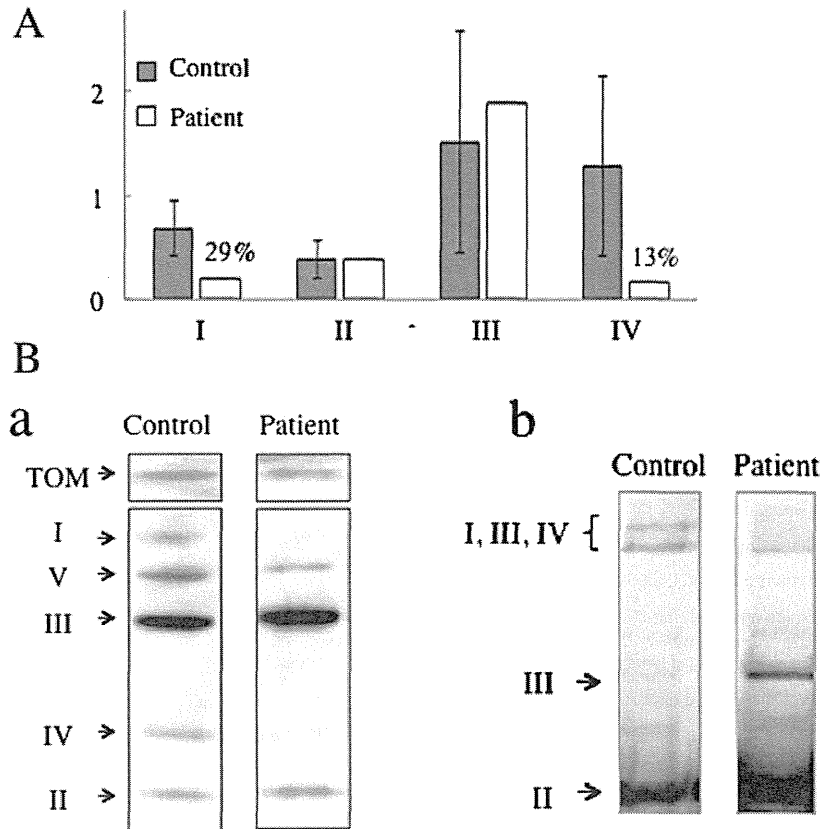 A
Control
2
Patient
1
29%
13%
0
I II III IV
B
a
Control Patient
TOM
I
V
III
IV
II
b
Control Patient
I, III, IV {
III
II